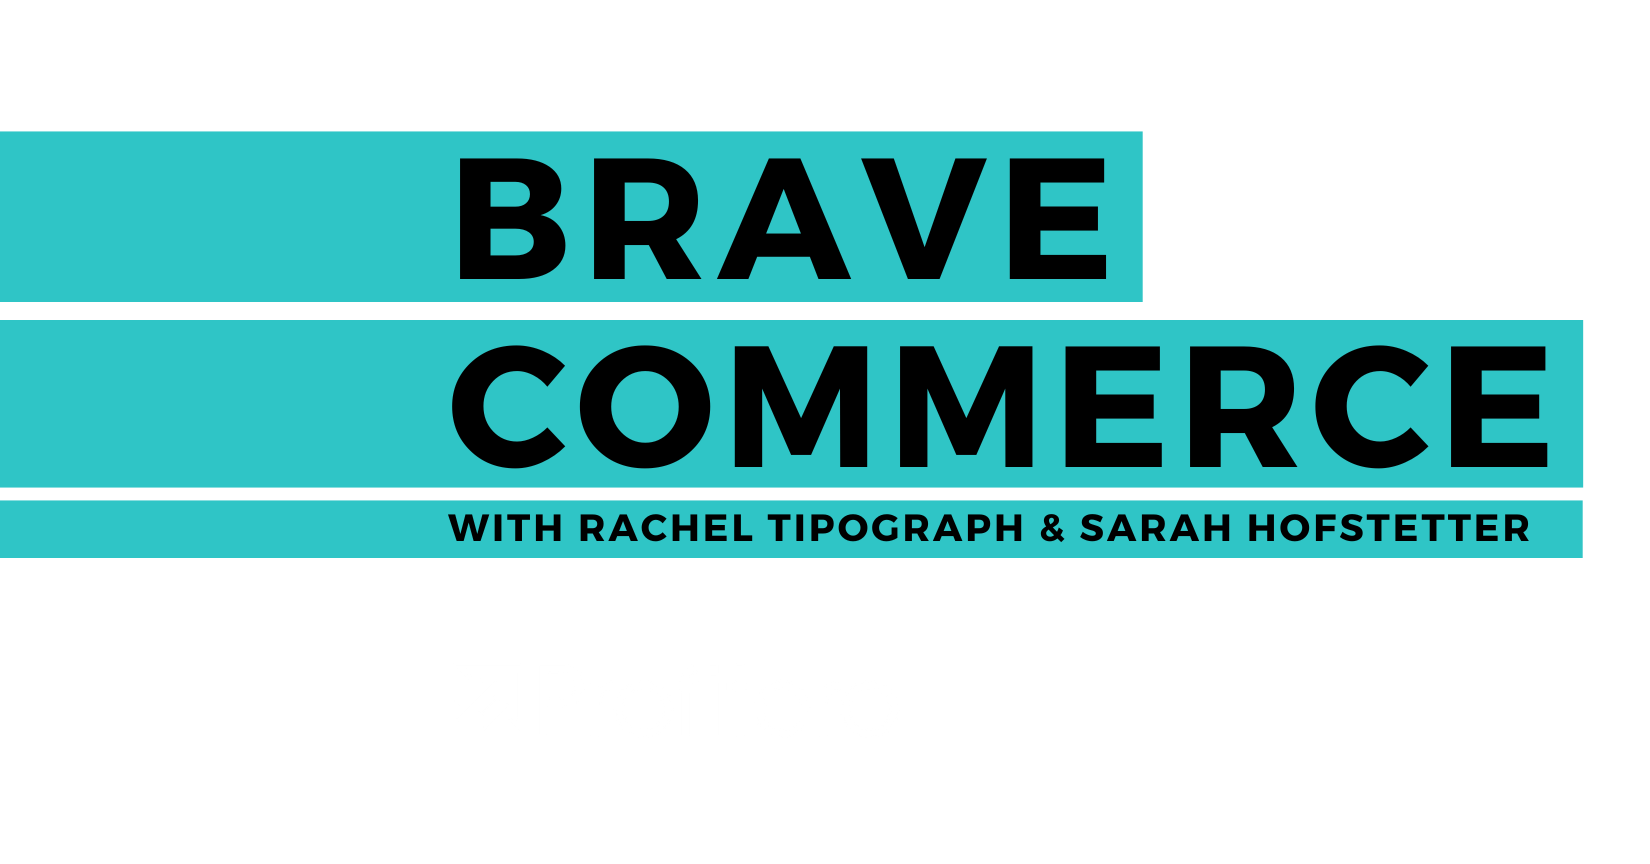 BRAVE
COMMERCE
WITH RACHEL TIPOGRAPH & SARAH HOFSTETTER